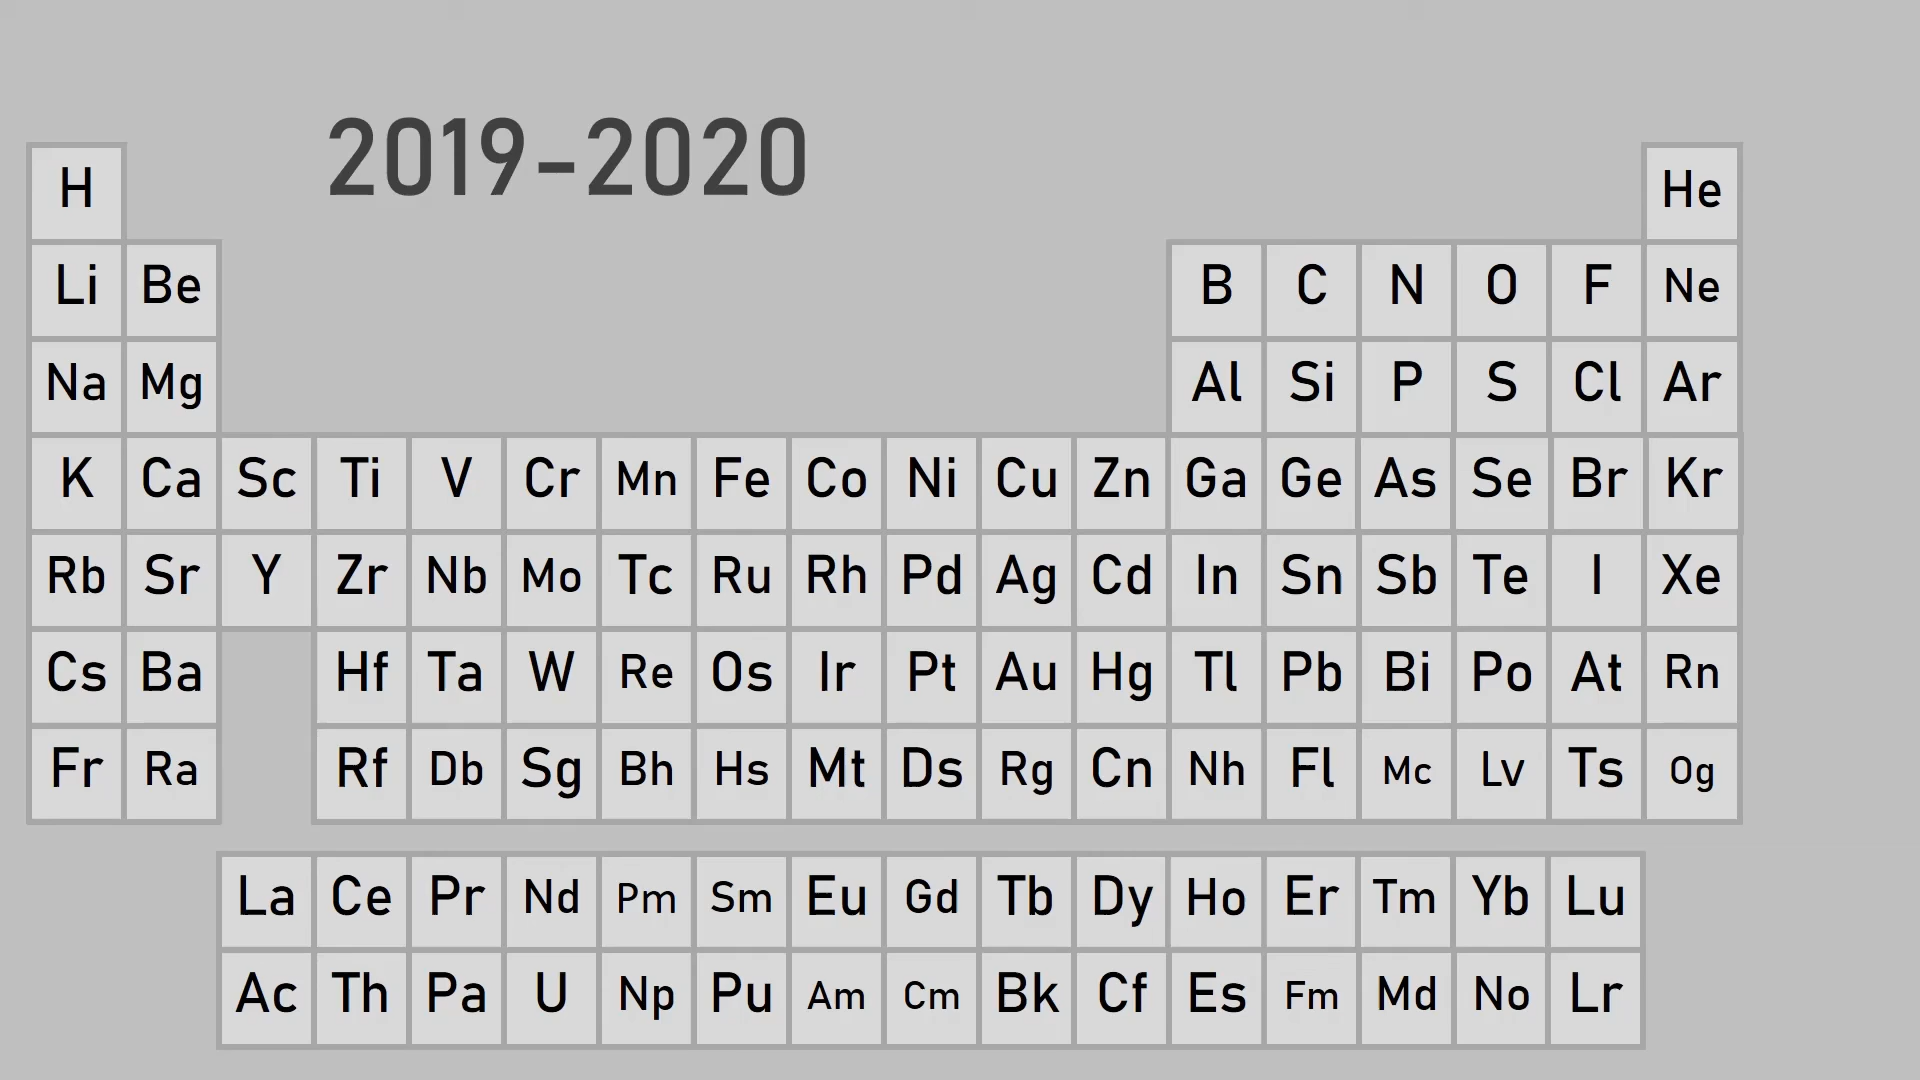 2019-2020
H He
Li Be B C N O F Ne
Na Mg Al Si P S Cl Ar
K Ca Sc Ti V Cr Mn Fe Co Ni Cu Zn Ga Ge As Se Br Kr
Rb Sr Y Zr Nb Mo Tc Ru Rh Pd Ag Cd In Sn Sb Te I Xe
Cs Ba Hf Ta W Re Os Ir Pt Au Hg Tl Pb Bi Po At Rn
Fr Ra Rf Db Sg Bh Hs Mt Ds Rg Cn Nh Fl Mc Lv Ts Og
La Ce Pr Nd Pm Sm Eu Gd Tb Dy Ho Er Tm Yb Lu
Ac Th Pa U Np Pu Am Cm Bk Cf Es Fm Md No Lr